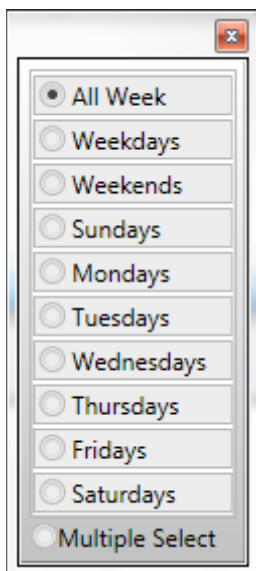 All Week
Weekdays
Weekends
Sundays
Mondays
Tuesdays
Wednesdays
Thursdays
Fridays
Saturdays
Multiple Select